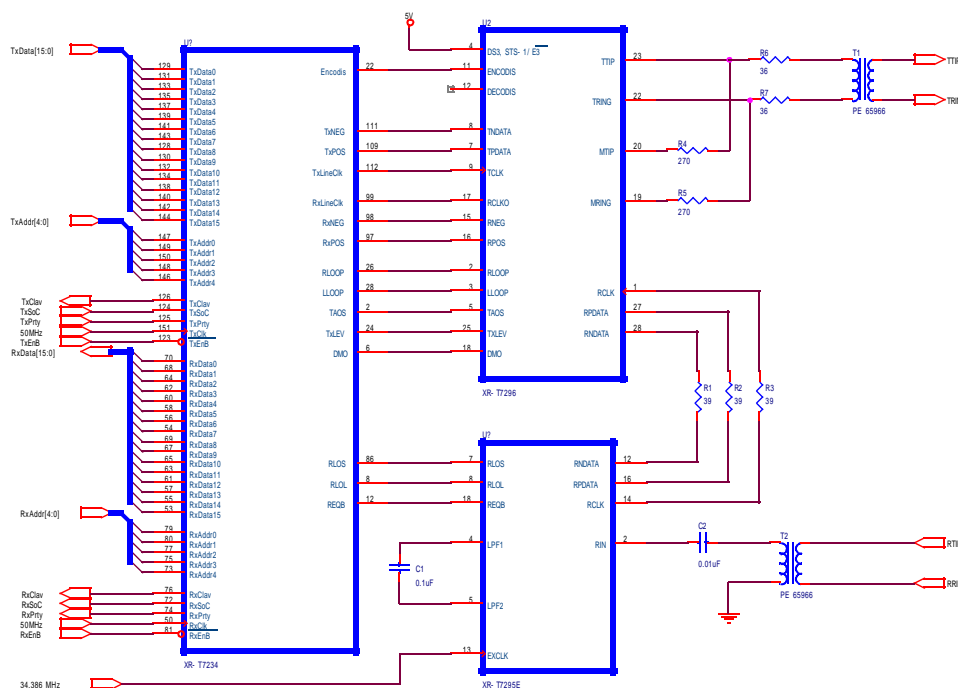 TxData[15:0]
TxAddr[4:0]
TxClav
TxSoC
TxPrty
50MHz
TxEnB
RxData[15:0]
RxAddr[4:0]
RxClav
RxSoC
RxPrty
50MHz
RxEnB
34.386 MHz
U?
129 TxData0
131 TxData1
133 TxData2
135 TxData3
137 TxData4
139 TxData5
141 TxData6
143 TxData7
128 TxData8
130 TxData9
132 TxData10
134 TxData11
138 TxData12
140 TxData13
142 TxData14
144 TxData15
147 TxAddr0
149 TxAddr1
150 TxAddr2
148 TxAddr3
146 TxAddr4
126 TxClav
124 TxSoC
125 TxPrty
151 TxClk
123 TxEnB
70 RxData0
68 RxData1
64 RxData2
62 RxData3
60 RxData4
58 RxData5
56 RxData6
54 RxData7
69 RxData8
67 RxData9
65 RxData10
63 RxData11
61 RxData12
57 RxData13
55 RxData14
53 RxData15
79 RxAddr0
80 RxAddr1
77 RxAddr2
75 RxAddr3
73 RxAddr4
76 RxClav
72 RxSoC
74 RxPrty
50 RxClk
81 RxEnB
Encodis 22
TxNEG 111
TxPOS 109
TxLineClk 112
RxLineClk 99
RxNEG 98
RxPOS 97
RLOOP 26
LLOOP 28
TAOS 2
TxLEV 24
DMO 6
RLOS 86
RLOL 8
REQB 12
XR- T7234
5V
U2
4 DS3, STS- 1/ E3
11 ENCODIS
12 DECODIS
8 TNDATA
7 TPDATA
9 TCLK
17 RCLKO
15 RNEG
16 RPOS
2 RLOOP
3 LLOOP
5 TAOS
25 TXLEV
18 DMO
TTIP 23
TRING 22
MTIP 20
MRING 19
RCLK 1
RPDATA 27
RNDATA 28
XR- T7296
R6
36
R7
36
R4
270
R5
270
T1
PE 65966
TTIP
R1
39
R2
39
R3
39
U?
7 RLOS
8 RLOL
18 REQB
4 LPF1
5 LPF2
13 EXCLK
RNDATA 12
RPDATA 16
RCLK 14
RIN 2
XR- T7295E
C1
0.1uF
C2
0.01uF
T2
PE 65966